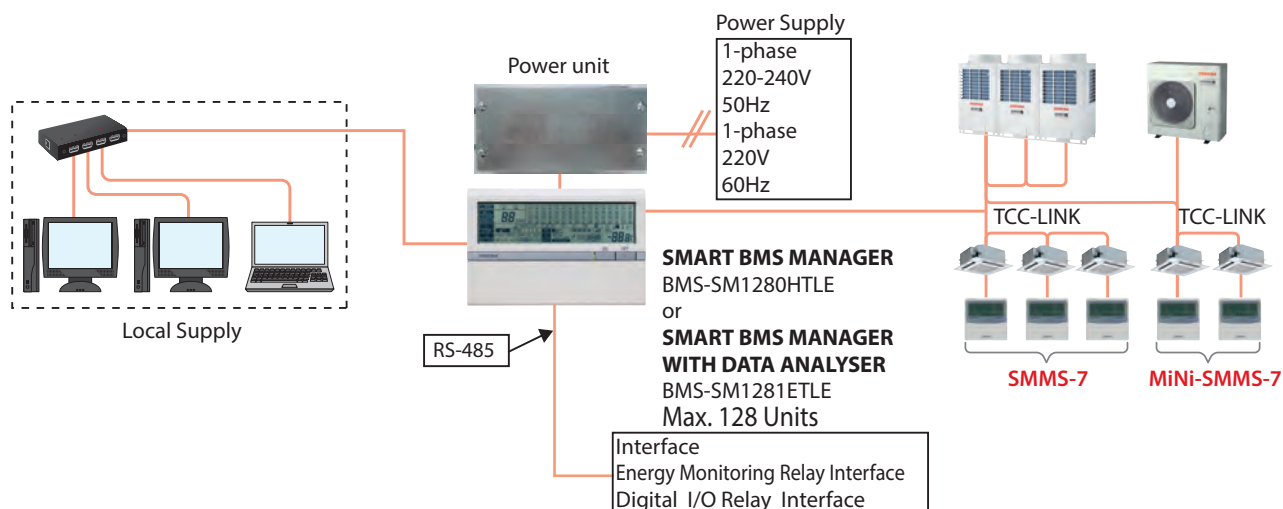 Power Supply
1-phase
220-240V
50Hz
1-phase
220V
60Hz
Power unit
Local Supply
88
-888
RS-485
SMART BMS MANAGER
BMS-SM1280HTLE
or
SMART BMS MANAGER
WITH DATA ANALYSER
BMS-SM1281ETLE
Max. 128 Units
Interface
Energy Monitoring Relay Interface
Digital I/O Relay Interface
TCC-LINK
TCC-LINK
SMMS-7
MiNi-SMMS-7